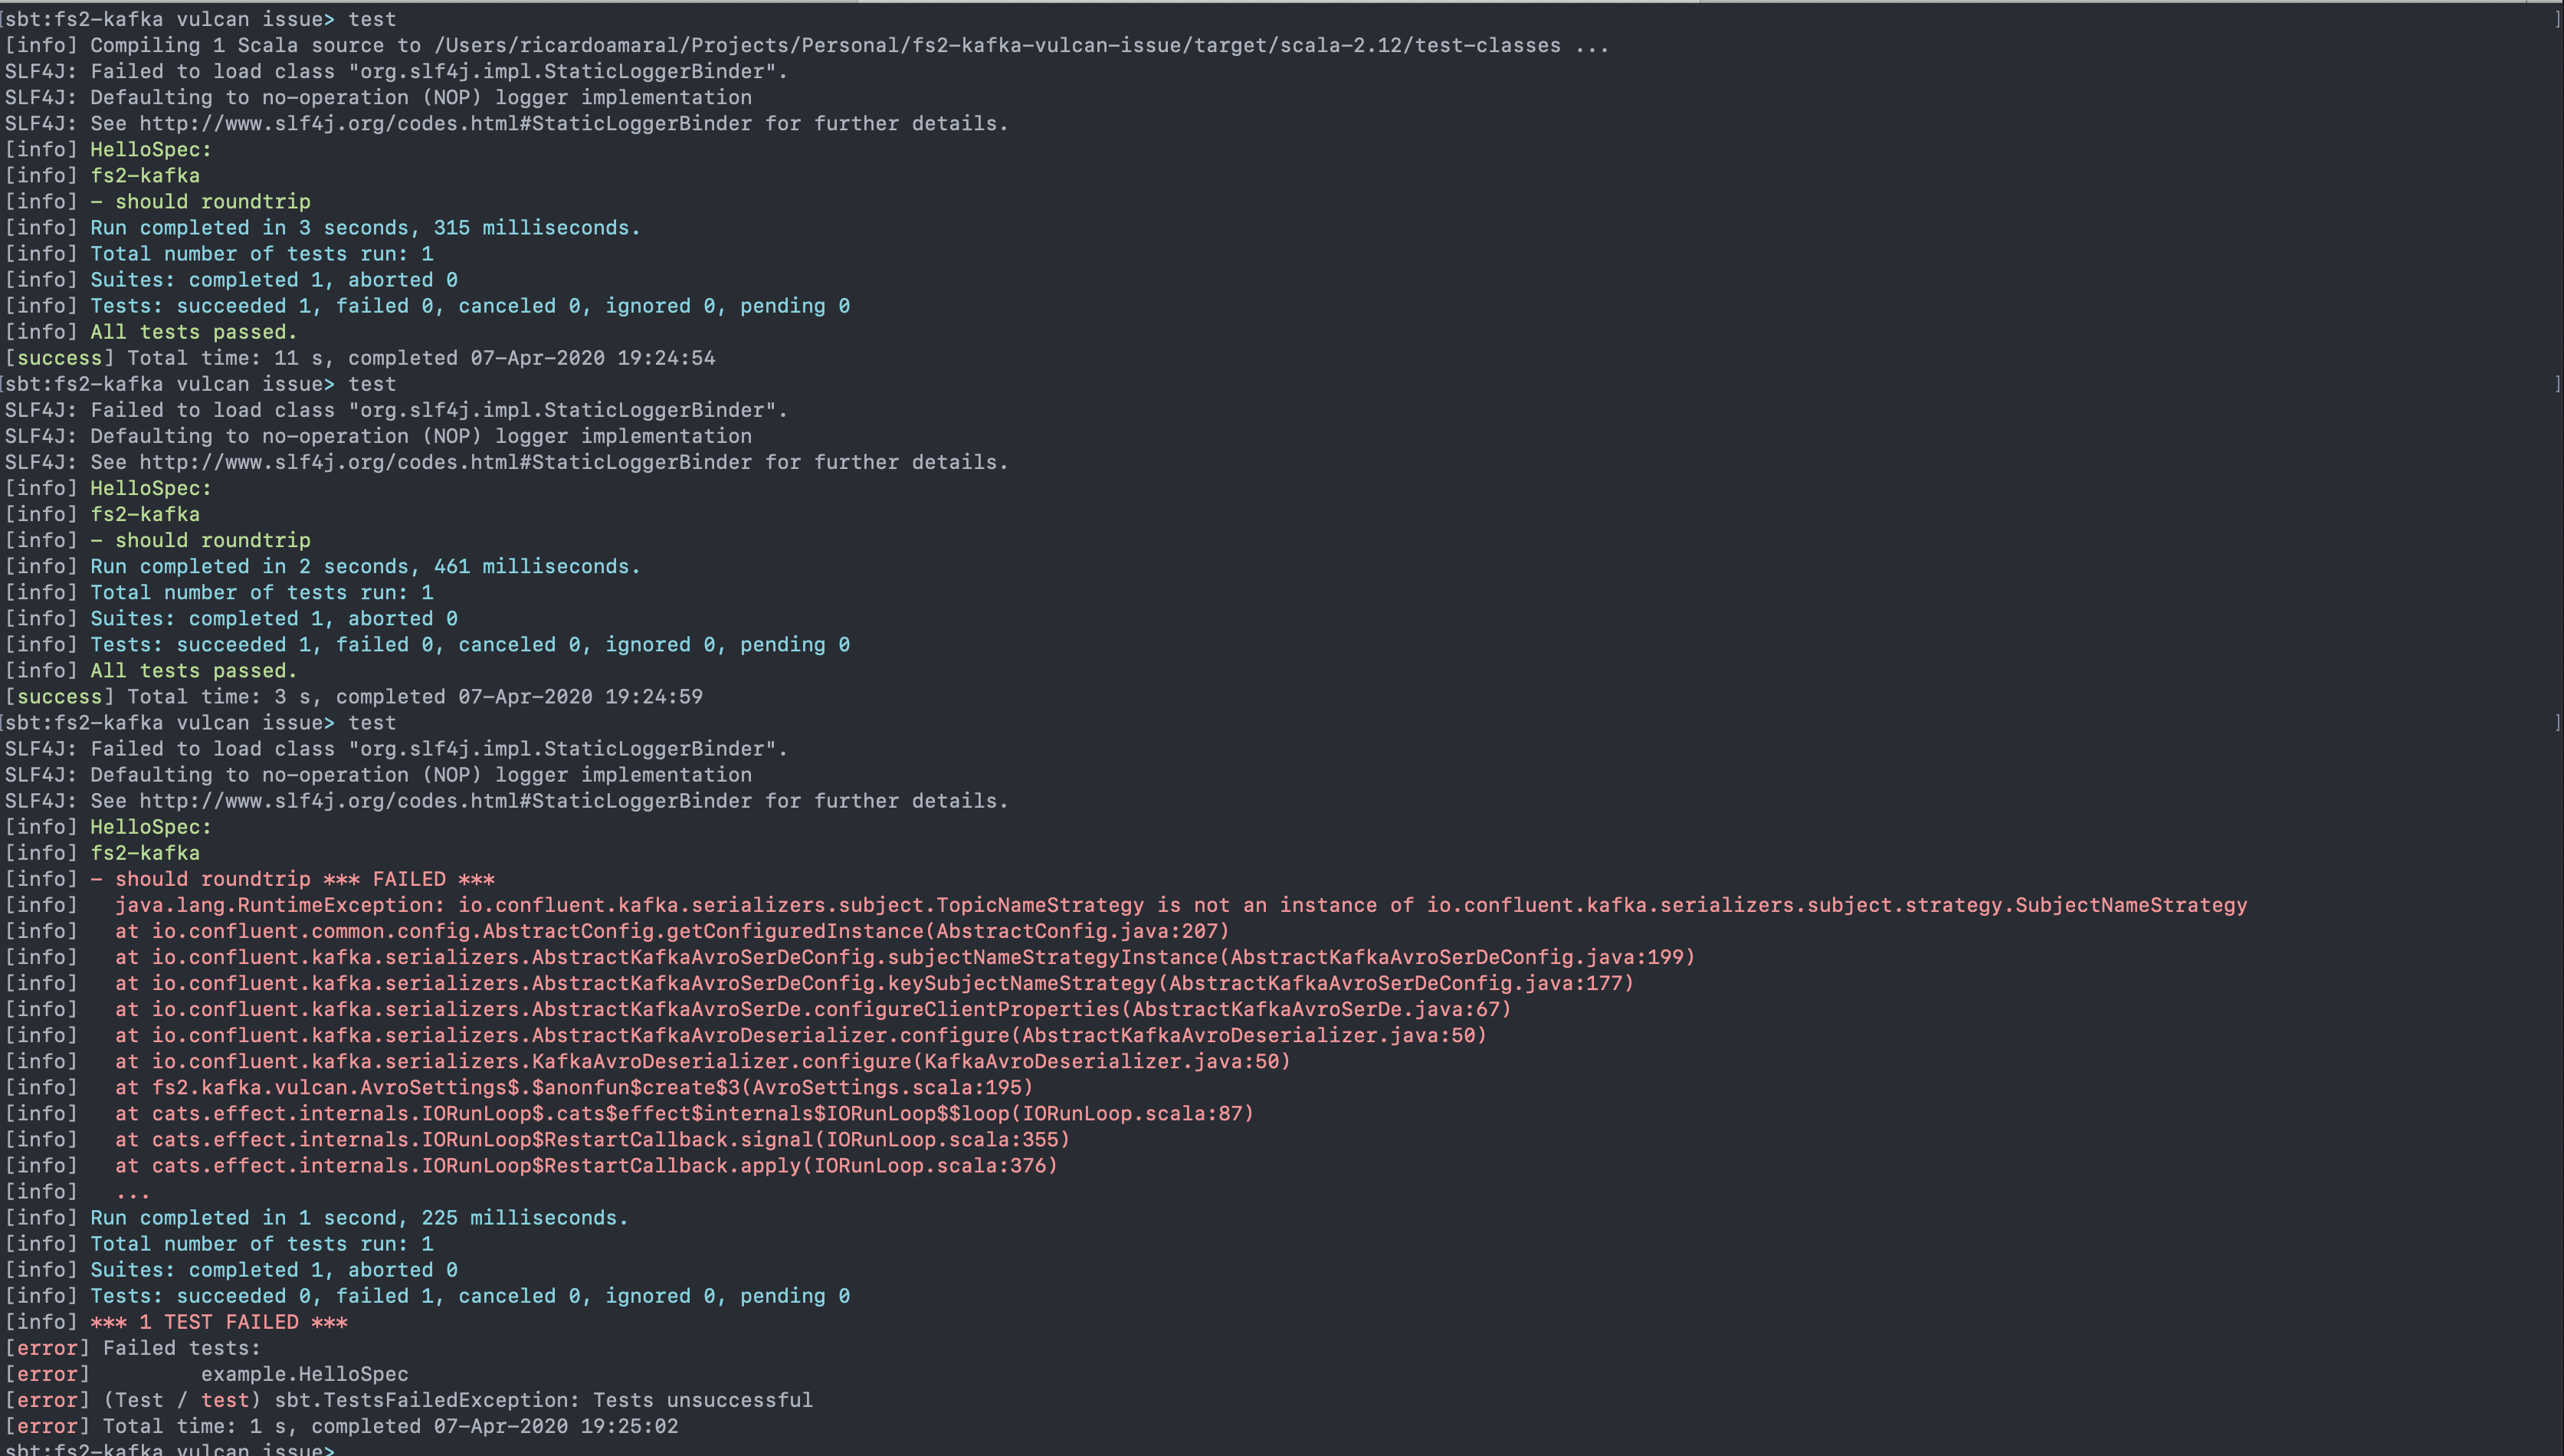 [sbt:fs2-kafka vulcan issue> test ]
[info] Compiling 1 Scala source to /Users/ricardoamaral/Projects/Personal/fs2-kafka-vulcan-issue/target/scala-2.12/test-classes ...
SLF4J: Failed to load class "org.slf4j.impl.StaticLoggerBinder".
SLF4J: Defaulting to no-operation (NOP) logger implementation
SLF4J: See http://www.slf4j.org/codes.html#StaticLoggerBinder for further details.
[info] HelloSpec:
[info] fs2-kafka
[info] - should roundtrip
[info] Run completed in 3 seconds, 315 milliseconds.
[info] Total number of tests run: 1
[info] Suites: completed 1, aborted 0
[info] Tests: succeeded 1, failed 0, canceled 0, ignored 0, pending 0
[info] All tests passed.
[success] Total time: 11 s, completed 07-Apr-2020 19:24:54
[sbt:fs2-kafka vulcan issue> test ]
SLF4J: Failed to load class "org.slf4j.impl.StaticLoggerBinder".
SLF4J: Defaulting to no-operation (NOP) logger implementation
SLF4J: See http://www.slf4j.org/codes.html#StaticLoggerBinder for further details.
[info] HelloSpec:
[info] fs2-kafka
[info] - should roundtrip
[info] Run completed in 2 seconds, 461 milliseconds.
[info] Total number of tests run: 1
[info] Suites: completed 1, aborted 0
[info] Tests: succeeded 1, failed 0, canceled 0, ignored 0, pending 0
[info] All tests passed.
[success] Total time: 3 s, completed 07-Apr-2020 19:24:59
[sbt:fs2-kafka vulcan issue> test ]
SLF4J: Failed to load class "org.slf4j.impl.StaticLoggerBinder".
SLF4J: Defaulting to no-operation (NOP) logger implementation
SLF4J: See http://www.slf4j.org/codes.html#StaticLoggerBinder for further details.
[info] HelloSpec:
[info] fs2-kafka
[info] - should roundtrip *** FAILED ***
[info]   java.lang.RuntimeException: io.confluent.kafka.serializers.subject.TopicNameStrategy is not an instance of io.confluent.kafka.serializers.subject.strategy.SubjectNameStrategy
[info]   at io.confluent.common.config.AbstractConfig.getConfiguredInstance(AbstractConfig.java:207)
[info]   at io.confluent.kafka.serializers.AbstractKafkaAvroSerDeConfig.subjectNameStrategyInstance(AbstractKafkaAvroSerDeConfig.java:199)
[info]   at io.confluent.kafka.serializers.AbstractKafkaAvroSerDeConfig.keySubjectNameStrategy(AbstractKafkaAvroSerDeConfig.java:177)
[info]   at io.confluent.kafka.serializers.AbstractKafkaAvroSerDe.configureClientProperties(AbstractKafkaAvroSerDe.java:67)
[info]   at io.confluent.kafka.serializers.AbstractKafkaAvroDeserializer.configure(AbstractKafkaAvroDeserializer.java:50)
[info]   at io.confluent.kafka.serializers.KafkaAvroDeserializer.configure(KafkaAvroDeserializer.java:50)
[info]   at fs2.kafka.vulcan.AvroSettings$.$anonfun$create$3(AvroSettings.scala:195)
[info]   at cats.effect.internals.IORunLoop$.cats$effect$internals$IORunLoop$$loop(IORunLoop.scala:87)
[info]   at cats.effect.internals.IORunLoop$RestartCallback.signal(IORunLoop.scala:355)
[info]   at cats.effect.internals.IORunLoop$RestartCallback.apply(IORunLoop.scala:376)
[info]   ...
[info] Run completed in 1 second, 225 milliseconds.
[info] Total number of tests run: 1
[info] Suites: completed 1, aborted 0
[info] Tests: succeeded 0, failed 1, canceled 0, ignored 0, pending 0
[info] *** 1 TEST FAILED ***
[error] Failed tests:
[error]         example.HelloSpec
[error] (Test / test) sbt.TestsFailedException: Tests unsuccessful
[error] Total time: 1 s, completed 07-Apr-2020 19:25:02
sbt:fs2-kafka vulcan issue>